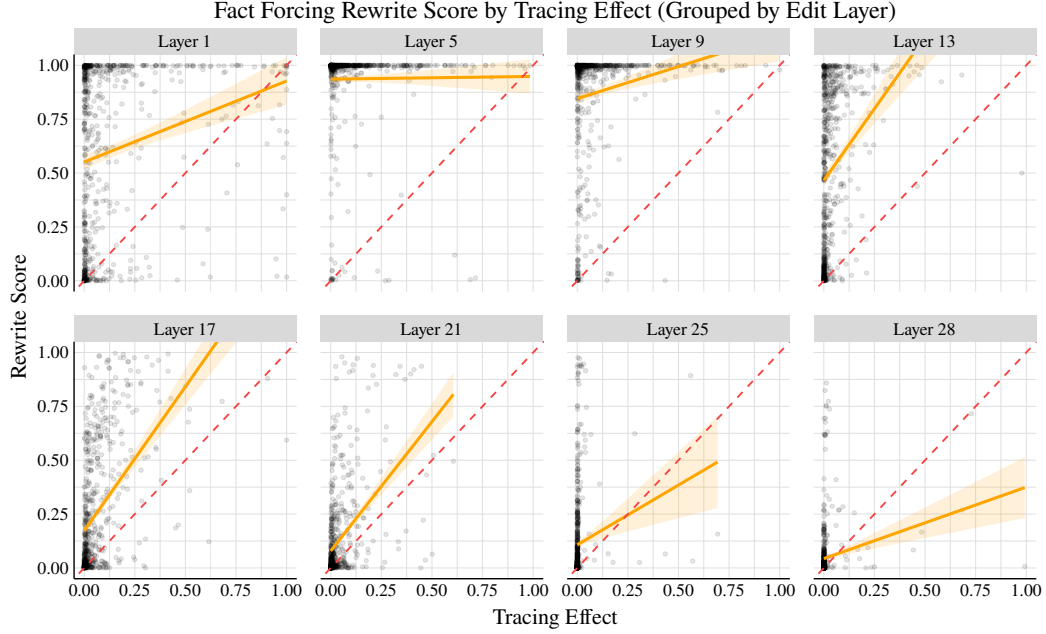 Fact Forcing Rewrite Score by Tracing Effect (Grouped by Edit Layer)
Layer 1
Layer 5
Layer 9
Layer 13
1.00
0.75
0.50
0.25
0.00
Rewrite Score
Layer 17
Layer 21
Layer 25
Layer 28
1.00
0.75
0.50
0.25
0.00
0.00 0.25 0.50 0.75 1.00
0.00 0.25 0.50 0.75 1.00
0.00 0.25 0.50 0.75 1.00
0.00 0.25 0.50 0.75 1.00
Tracing Effect